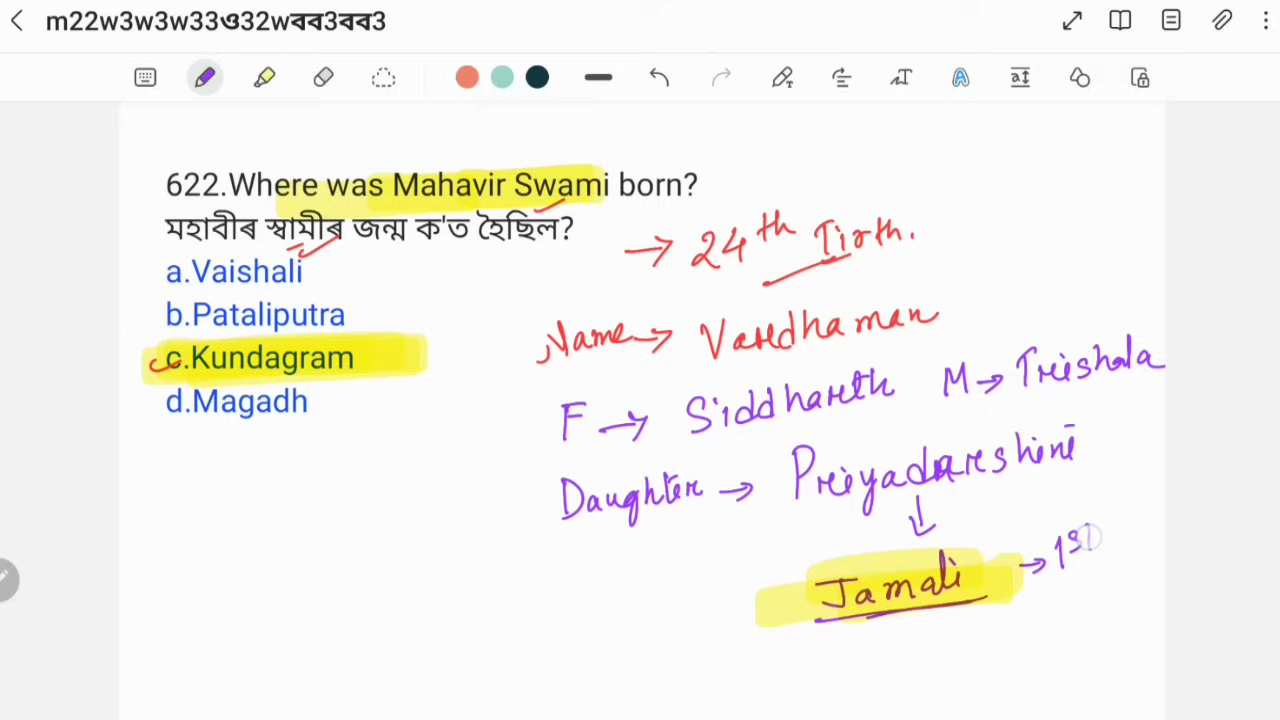 m22w3w3w33ও32wবব3বব3
622.Where was Mahavir Swami born?
মহাবীৰ স্বামীৰ জন্ম ক'ত হৈছিল?
a.Vaishali
b.Pataliputra
c.Kundagram
d.Magadh
→ 24th Tirth.
Name → Vardhaman
F → Siddharth M → Trishala
Daughter → Priyadarshini
↓
Jamali → 1st